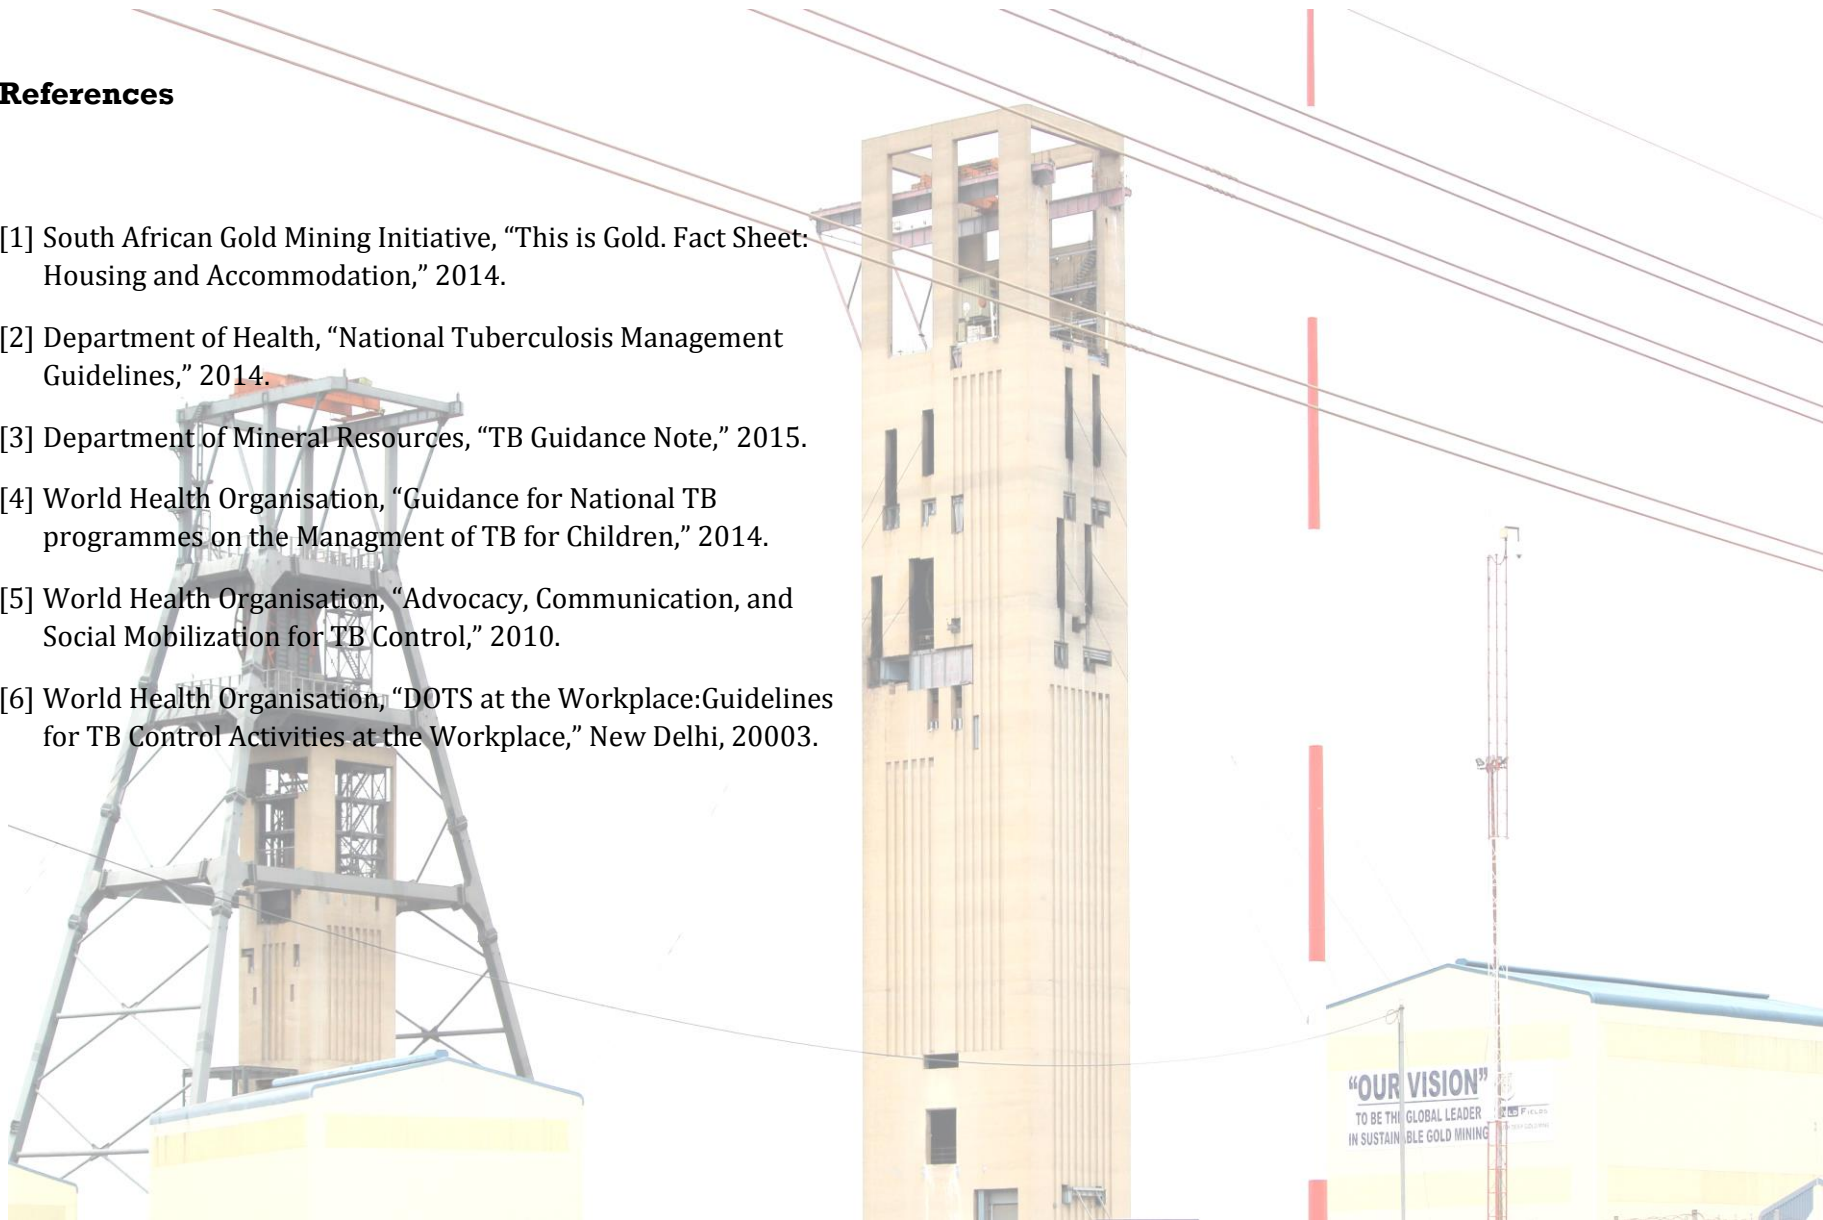 References
[1] South African Gold Mining Initiative, “This is Gold. Fact Sheet:
Housing and Accommodation,” 2014.
[2] Department of Health, “National Tuberculosis Management
Guidelines,” 2014.
[3] Department of Mineral Resources, “TB Guidance Note,” 2015.
[4] World Health Organisation, “Guidance for National TB
programmes on the Managment of TB for Children,” 2014.
[5] World Health Organisation, “Advocacy, Communication, and
Social Mobilization for TB Control,” 2010.
[6] World Health Organisation, “DOTS at the Workplace:Guidelines
for TB Control Activities at the Workplace,” New Delhi, 20003.
“OUR VISION”
TO BE THE GLOBAL LEADER
IN SUSTAINABLE GOLD MINING
FIELDS